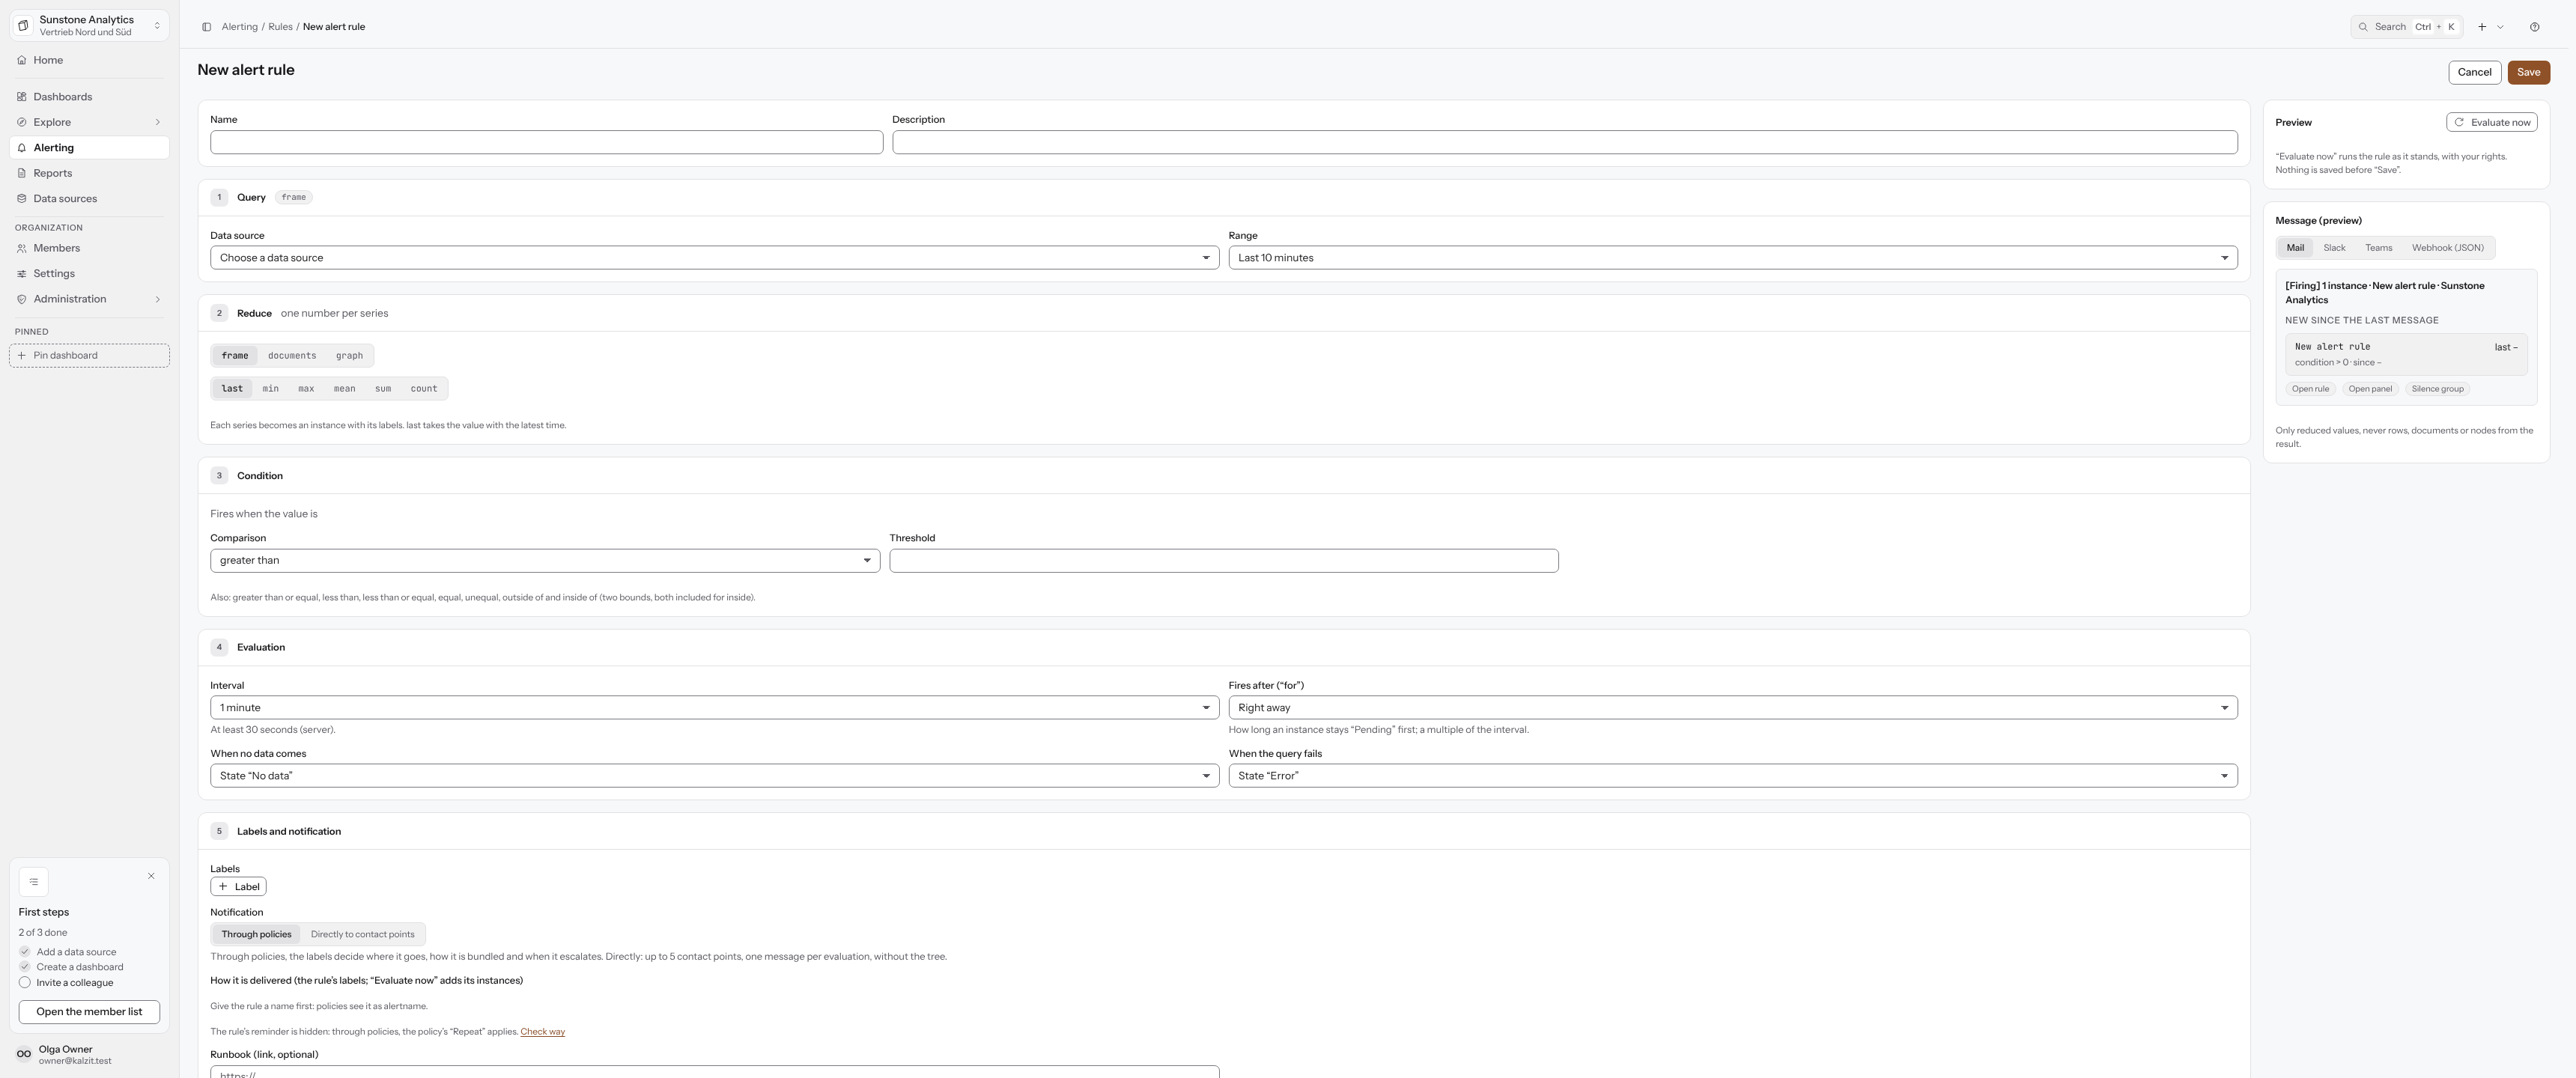 Sunstone Analytics
Vertrieb Nord und Süd
Home
Dashboards
Explore
Alerting
Reports
Data sources
ORGANIZATION
Members
Settings
Administration
PINNED
Pin dashboard
First steps
2 of 3 done
Add a data source
Create a dashboard
Invite a colleague
Open the member list
OO
Olga Owner
owner@kalzit.test
Alerting / Rules / New alert rule
Search Ctrl + K
New alert rule
Cancel
Save
Name
Description
1 Query frame
Data source
Choose a data source
Range
Last 10 minutes
2 Reduce one number per series
frame documents graph
last min max mean sum count
Each series becomes an instance with its labels. last takes the value with the latest time.
3 Condition
Fires when the value is
Comparison
greater than
Threshold
Also: greater than or equal, less than, less than or equal, equal, unequal, outside of and inside of (two bounds, both included for inside).
4 Evaluation
Interval
1 minute
At least 30 seconds (server).
Fires after (“for”)
Right away
How long an instance stays “Pending” first; a multiple of the interval.
When no data comes
State “No data”
When the query fails
State “Error”
5 Labels and notification
Labels
Label
Notification
Through policies Directly to contact points
Through policies, the labels decide where it goes, how it is bundled and when it escalates. Directly: up to 5 contact points, one message per evaluation, without the tree.
How it is delivered (the rule’s labels; “Evaluate now” adds its instances)
Give the rule a name first: policies see it as alertname.
The rule’s reminder is hidden: through policies, the policy’s “Repeat” applies. Check way
Runbook (link, optional)
https://
Preview
Evaluate now
“Evaluate now” runs the rule as it stands, with your rights.
Nothing is saved before “Save”.
Message (preview)
Mail Slack Teams Webhook (JSON)
[Firing] 1 instance · New alert rule · Sunstone
Analytics
NEW SINCE THE LAST MESSAGE
New alert rule last –
condition > 0 · since –
Open rule Open panel Silence group
Only reduced values, never rows, documents or nodes from the
result.